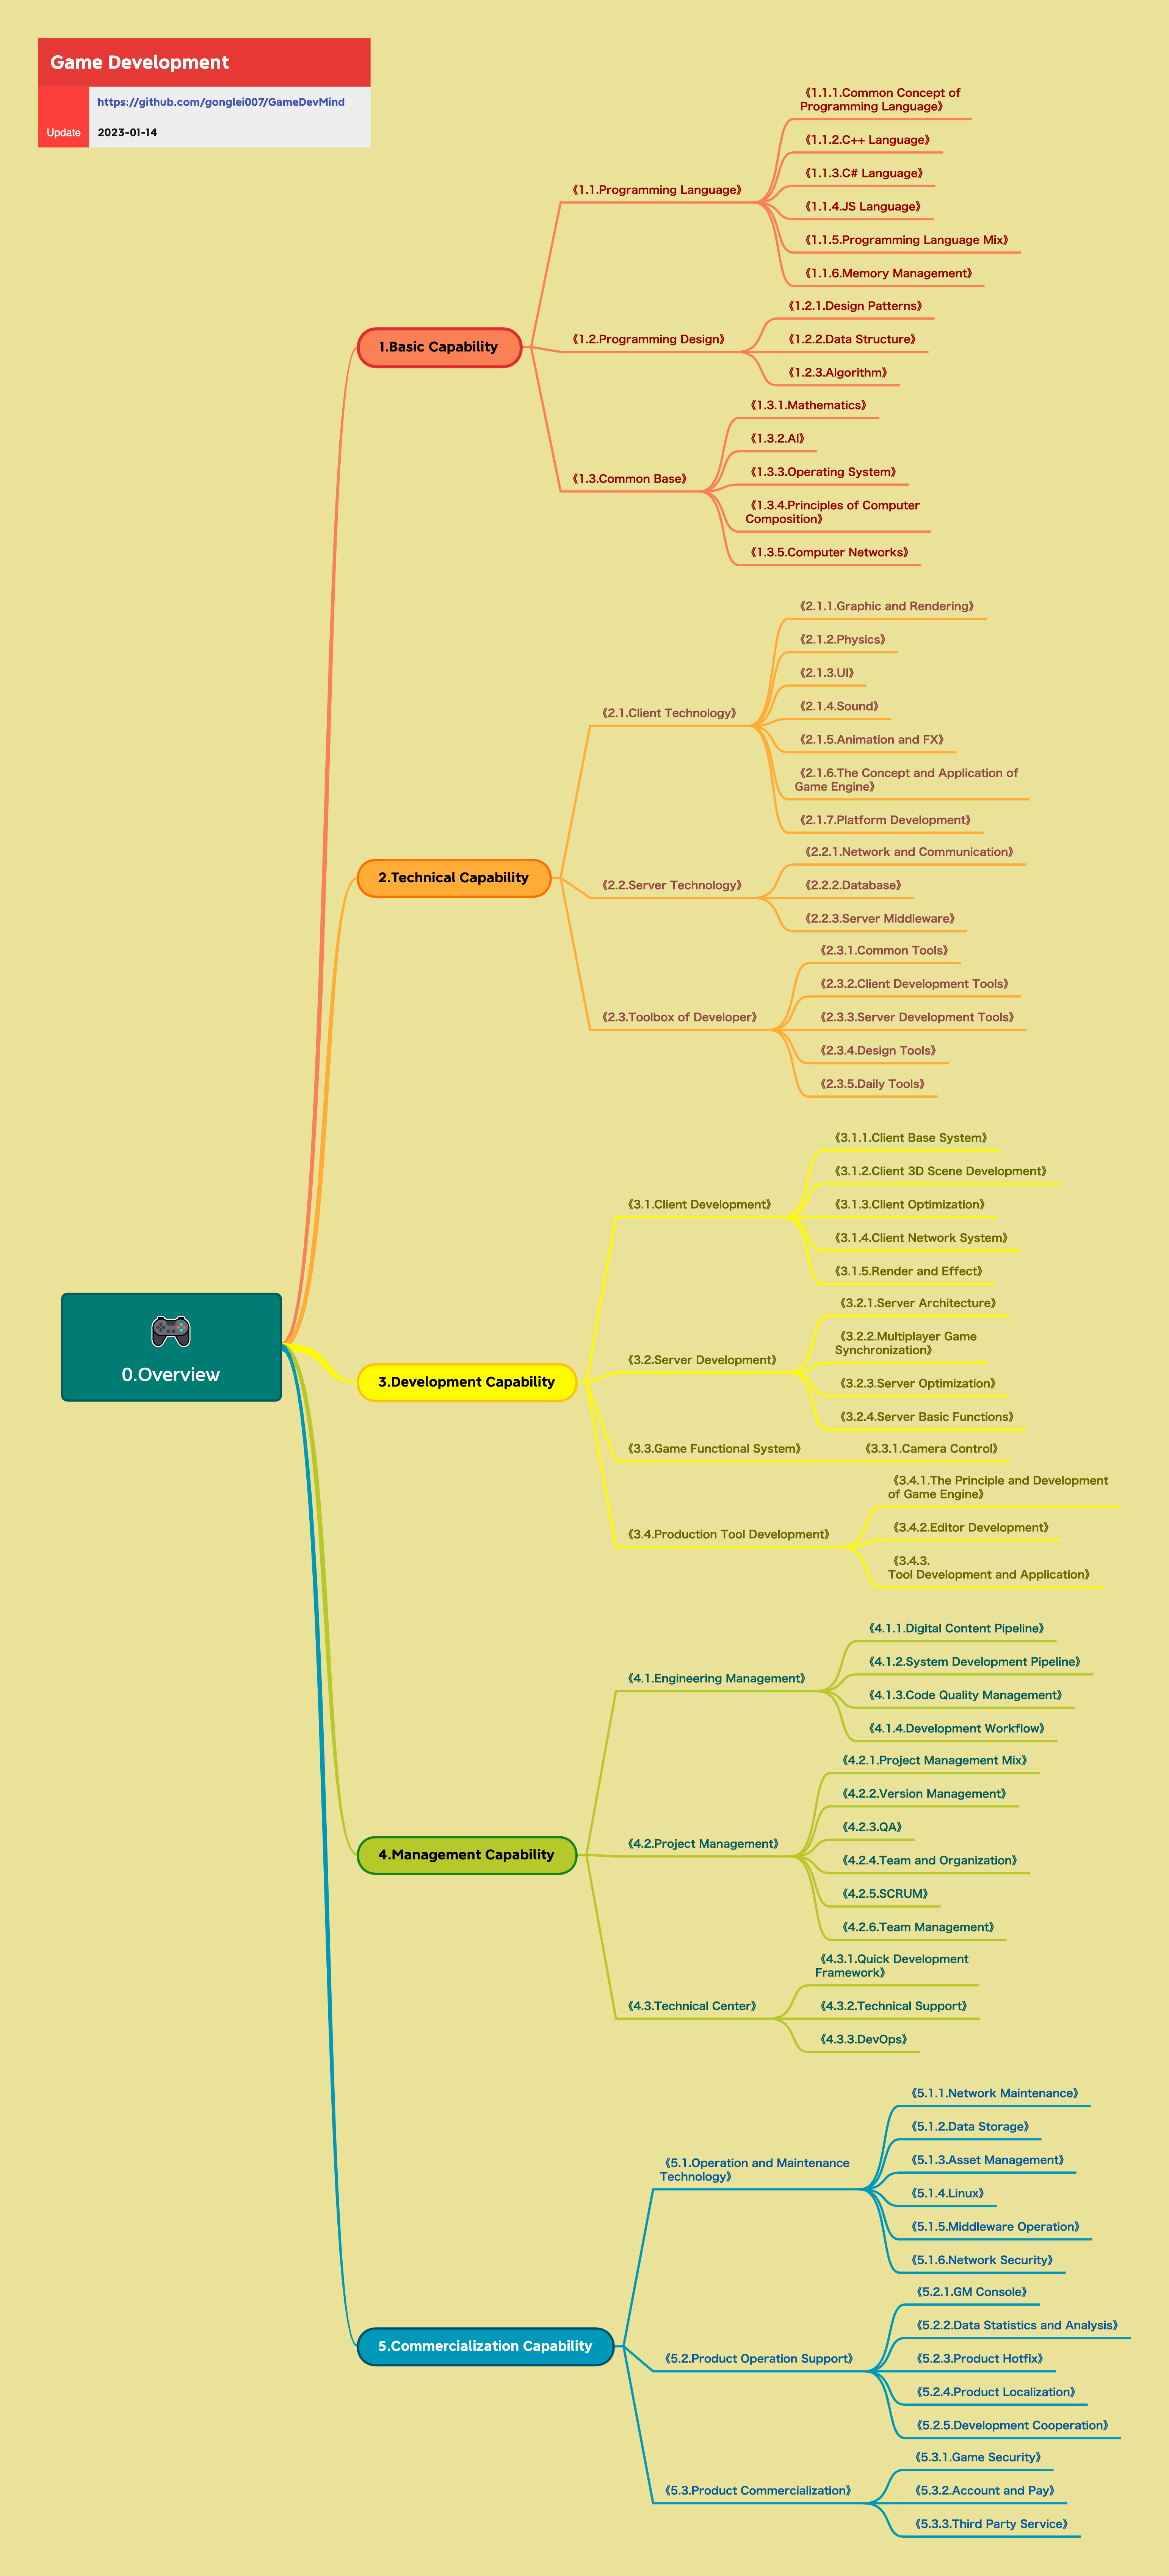 Game Development
https://github.com/gonglei007/GameDevMind
Update
2023-01-14
0.Overview
1.Basic Capability
《1.1.Programming Language》
《1.1.1.Common Concept of
Programming Language》
《1.1.2.C++ Language》
《1.1.3.C# Language》
《1.1.4.JS Language》
《1.1.5.Programming Language Mix》
《1.1.6.Memory Management》
《1.2.Programming Design》
《1.2.1.Design Patterns》
《1.2.2.Data Structure》
《1.2.3.Algorithm》
《1.3.Common Base》
《1.3.1.Mathematics》
《1.3.2.AI》
《1.3.3.Operating System》
《1.3.4.Principles of Computer
Composition》
《1.3.5.Computer Networks》
2.Technical Capability
《2.1.Client Technology》
《2.1.1.Graphic and Rendering》
《2.1.2.Physics》
《2.1.3.UI》
《2.1.4.Sound》
《2.1.5.Animation and FX》
《2.1.6.The Concept and Application of
Game Engine》
《2.1.7.Platform Development》
《2.2.Server Technology》
《2.2.1.Network and Communication》
《2.2.2.Database》
《2.2.3.Server Middleware》
《2.3.Toolbox of Developer》
《2.3.1.Common Tools》
《2.3.2.Client Development Tools》
《2.3.3.Server Development Tools》
《2.3.4.Design Tools》
《2.3.5.Daily Tools》
3.Development Capability
《3.1.Client Development》
《3.1.1.Client Base System》
《3.1.2.Client 3D Scene Development》
《3.1.3.Client Optimization》
《3.1.4.Client Network System》
《3.1.5.Render and Effect》
《3.2.Server Development》
《3.2.1.Server Architecture》
《3.2.2.Multiplayer Game
Synchronization》
《3.2.3.Server Optimization》
《3.2.4.Server Basic Functions》
《3.3.Game Functional System》
《3.3.1.Camera Control》
《3.4.Production Tool Development》
《3.4.1.The Principle and Development
of Game Engine》
《3.4.2.Editor Development》
《3.4.3.
Tool Development and Application》
4.Management Capability
《4.1.Engineering Management》
《4.1.1.Digital Content Pipeline》
《4.1.2.System Development Pipeline》
《4.1.3.Code Quality Management》
《4.1.4.Development Workflow》
《4.2.Project Management》
《4.2.1.Project Management Mix》
《4.2.2.Version Management》
《4.2.3.QA》
《4.2.4.Team and Organization》
《4.2.5.SCRUM》
《4.2.6.Team Management》
《4.3.Technical Center》
《4.3.1.Quick Development
Framework》
《4.3.2.Technical Support》
《4.3.3.DevOps》
5.Commercialization Capability
《5.1.Operation and Maintenance
Technology》
《5.1.1.Network Maintenance》
《5.1.2.Data Storage》
《5.1.3.Asset Management》
《5.1.4.Linux》
《5.1.5.Middleware Operation》
《5.1.6.Network Security》
《5.2.Product Operation Support》
《5.2.1.GM Console》
《5.2.2.Data Statistics and Analysis》
《5.2.3.Product Hotfix》
《5.2.4.Product Localization》
《5.2.5.Development Cooperation》
《5.3.Product Commercialization》
《5.3.1.Game Security》
《5.3.2.Account and Pay》
《5.3.3.Third Party Service》